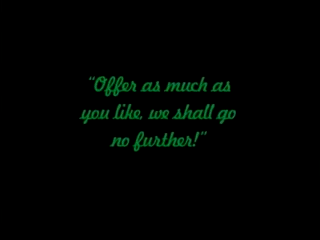 “Offer as much as
you like, we shall go
no further!”